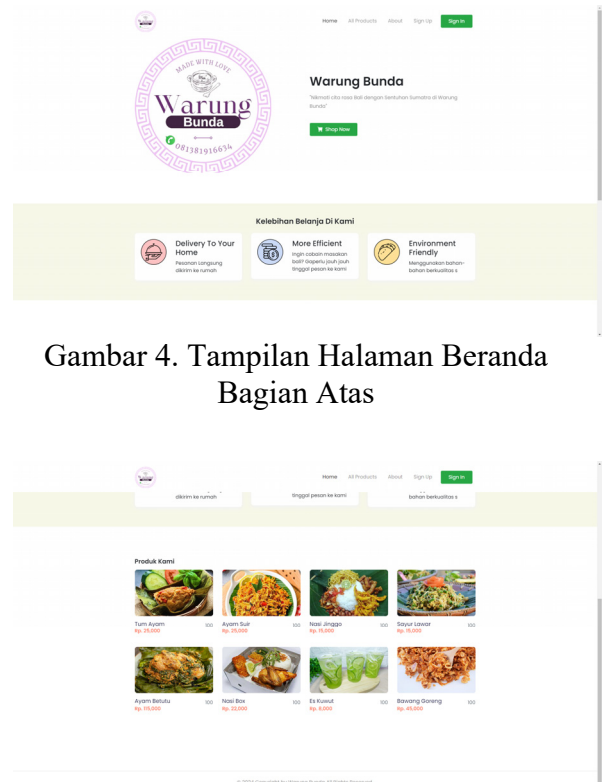 Home All Products About Sign Up Sign In
MADE WITH LOVE
Warung
Bunda
081381916634
Warung Bunda
"Nikmati cita rasa Bali dengan Sentuhan Sumatra di Warung
Bunda"
Shop Now
Kelebihan Belanja Di Kami
Delivery To Your
Home
Pesanan Langsung
dikirim ke rumah
More Efficient
Ingin cobain masakan
bali? Gaperlu jauh jauh
tinggal pesan ke kami
Environment
Friendly
Menggunakan bahan-
bahan berkualitas s
Gambar 4. Tampilan Halaman Beranda
Bagian Atas
Home All Products About Sign Up Sign In
dikirim ke rumah
tinggal pesan ke kami
bahan berkualitas s
Produk Kami
Tum Ayam 100
Rp. 25,000
Ayam Suir 100
Rp. 25,000
Nasi Jinggo 100
Rp. 15,000
Sayur Lawar 100
Rp. 15,000
Ayam Betutu 100
Nasi Box 100
Rp. 32,000
Es Kuwut 100
Rp. 8,000
Bawang Goreng 100
Rp. 45,000